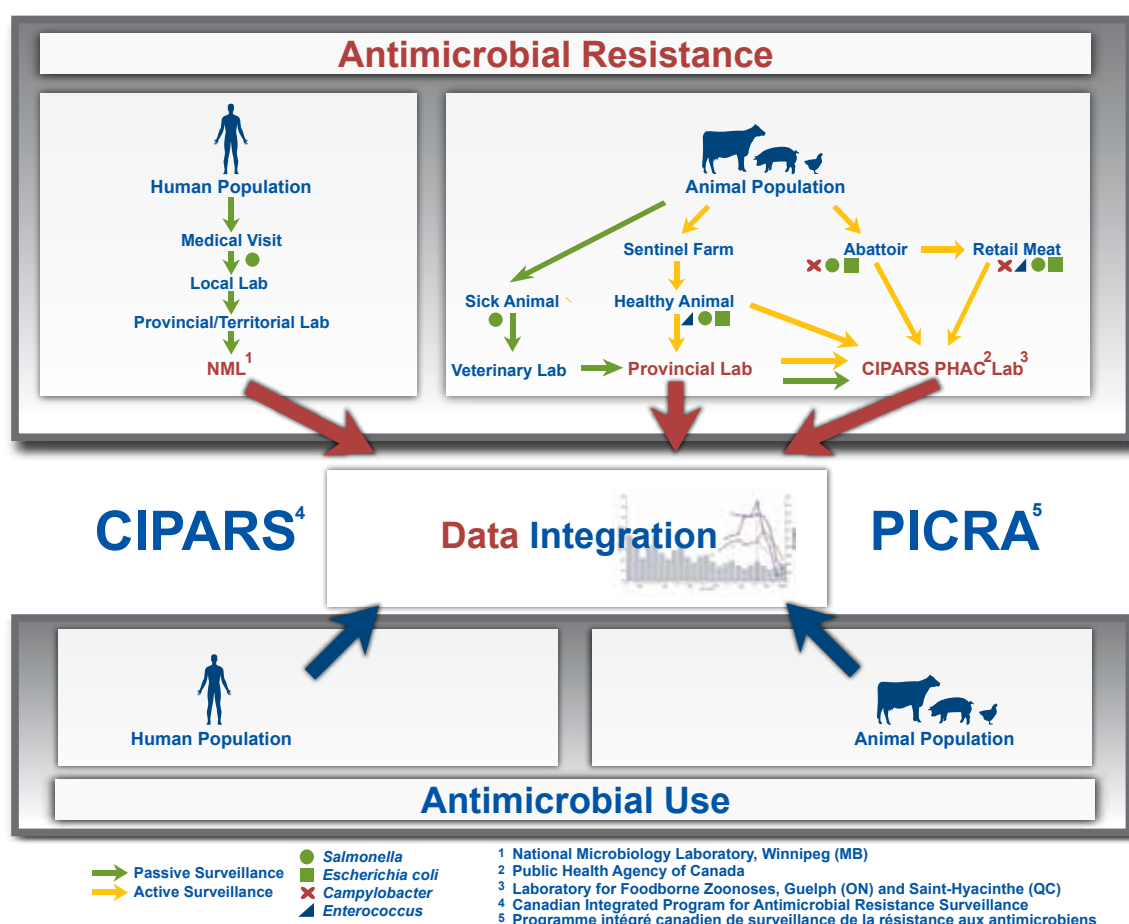 Antimicrobial Resistance
Human Population
Medical Visit
Local Lab
Provincial/Territorial Lab
NML1
Animal Population
Sentinel Farm
Abattoir
Retail Meat
Sick Animal
Healthy Animal
Veterinary Lab
Provincial Lab
CIPARS PHAC2 Lab3
CIPARS4
Data Integration
PICRA5
Human Population
Animal Population
Antimicrobial Use
Passive Surveillance
Active Surveillance
Salmonella
Escherichia coli
Campylobacter
Enterococcus
1 National Microbiology Laboratory, Winnipeg (MB)
2 Public Health Agency of Canada
3 Laboratory for Foodborne Zoonoses, Guelph (ON) and Saint-Hyacinthe (QC)
4 Canadian Integrated Program for Antimicrobial Resistance Surveillance
5 Programme intégré canadien de surveillance de la résistance aux antimicrobiens